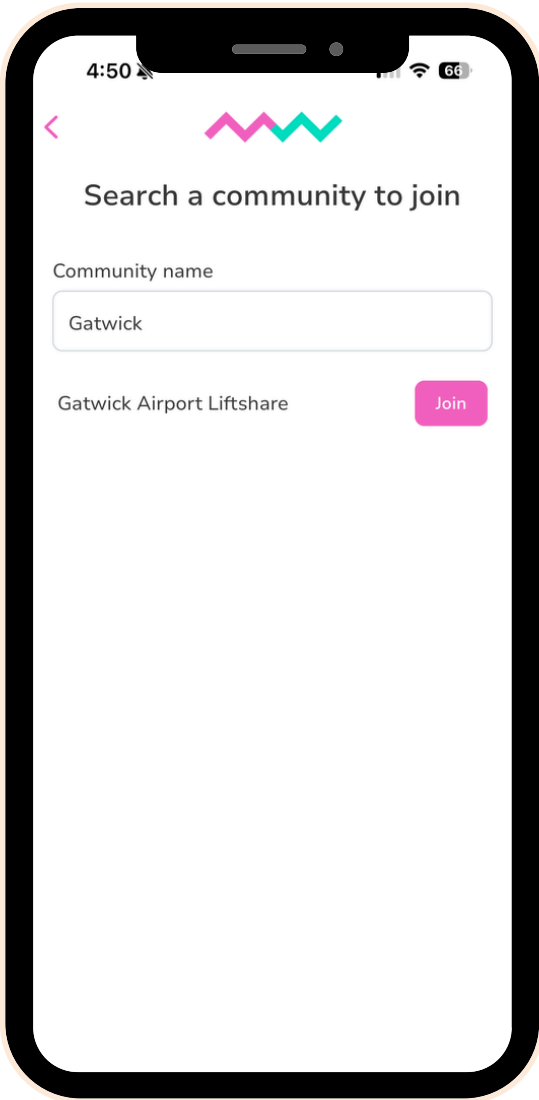 4:50
66
Search a community to join
Community name
Gatwick
Gatwick Airport Liftshare
Join